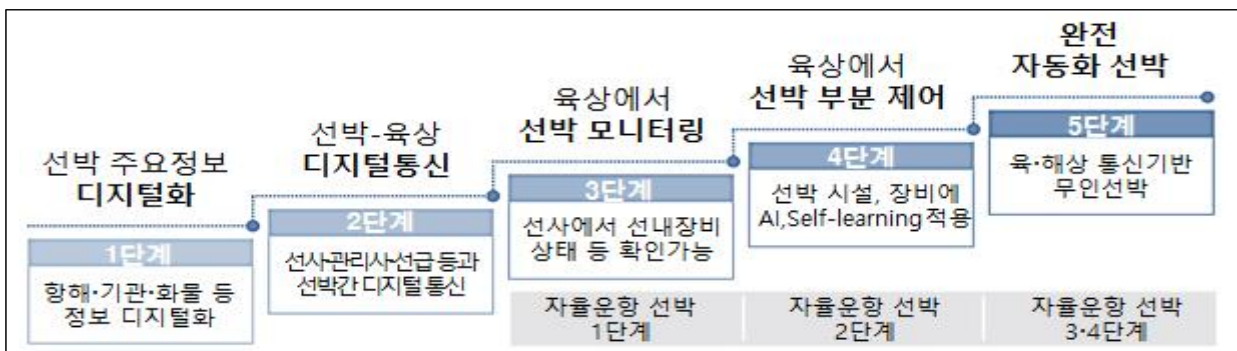 선박 주요정보
디지털화
1단계
항해·기관·화물 등
정보 디지털화
선박-육상
디지털통신
2단계
선사·관리사·선급 등과
선박간 디지털 통신
육상에서
선박 모니터링
3단계
선사에서 선내장비
상태 등 확인가능
자율운항 선박
1단계
육상에서
선박 부분 제어
4단계
선박 시설, 장비에
AI,Self-learning 적용
자율운항 선박
2단계
완전
자동화 선박
5단계
육·해상 통신기반
무인선박
자율운항 선박
3·4단계